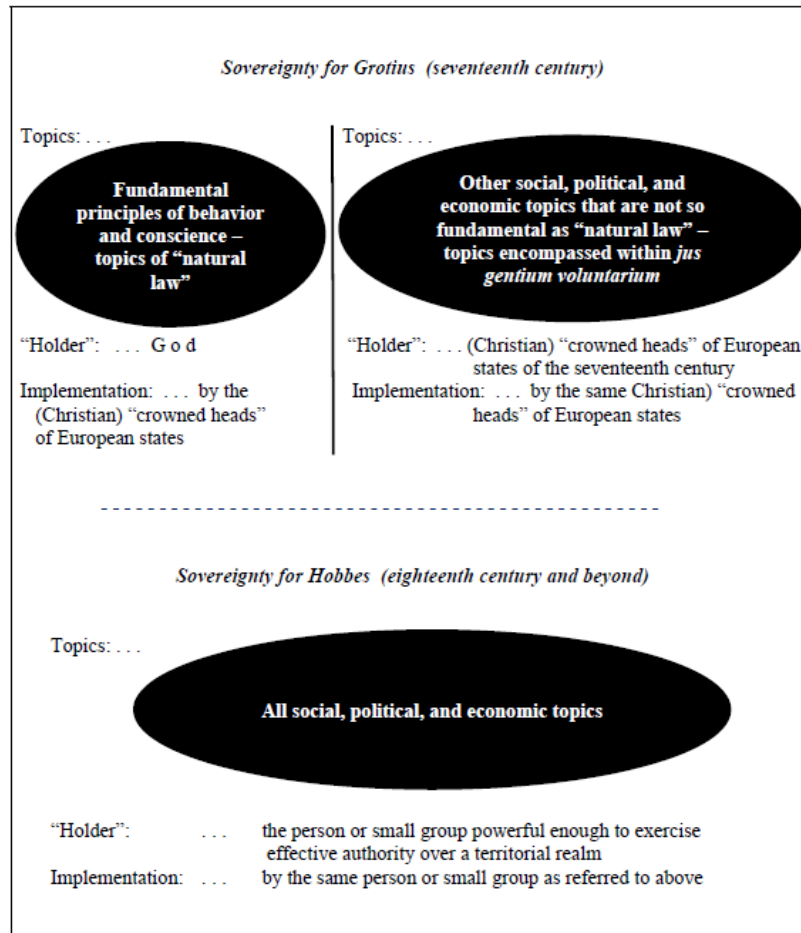 Sovereignty for Grotius (seventeenth century)
Topics: . . .
Fundamental
principles of behavior
and conscience –
topics of “natural
law”
“Holder”: . . . G o d
Implementation: . . . by the
(Christian) “crowned heads”
of European states
Topics: . . .
Other social, political, and
economic topics that are not so
fundamental as “natural law” –
topics encompassed within jus
gentium voluntarium
“Holder”: . . . (Christian) “crowned heads” of European
states of the seventeenth century
Implementation: . . . by the same Christian) “crowned
heads” of European states
Sovereignty for Hobbes (eighteenth century and beyond)
Topics: . . .
All social, political, and economic topics
“Holder”: . . . the person or small group powerful enough to exercise
effective authority over a territorial realm
Implementation: . . . by the same person or small group as referred to above